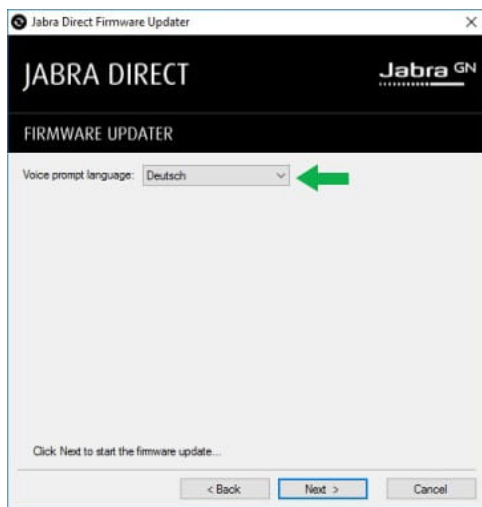 Jabra Direct Firmware Updater
JABRA DIRECT
Jabra GN
FIRMWARE UPDATER
Voice prompt language: Deutsch
Click Next to start the firmware update...
< Back Next > Cancel